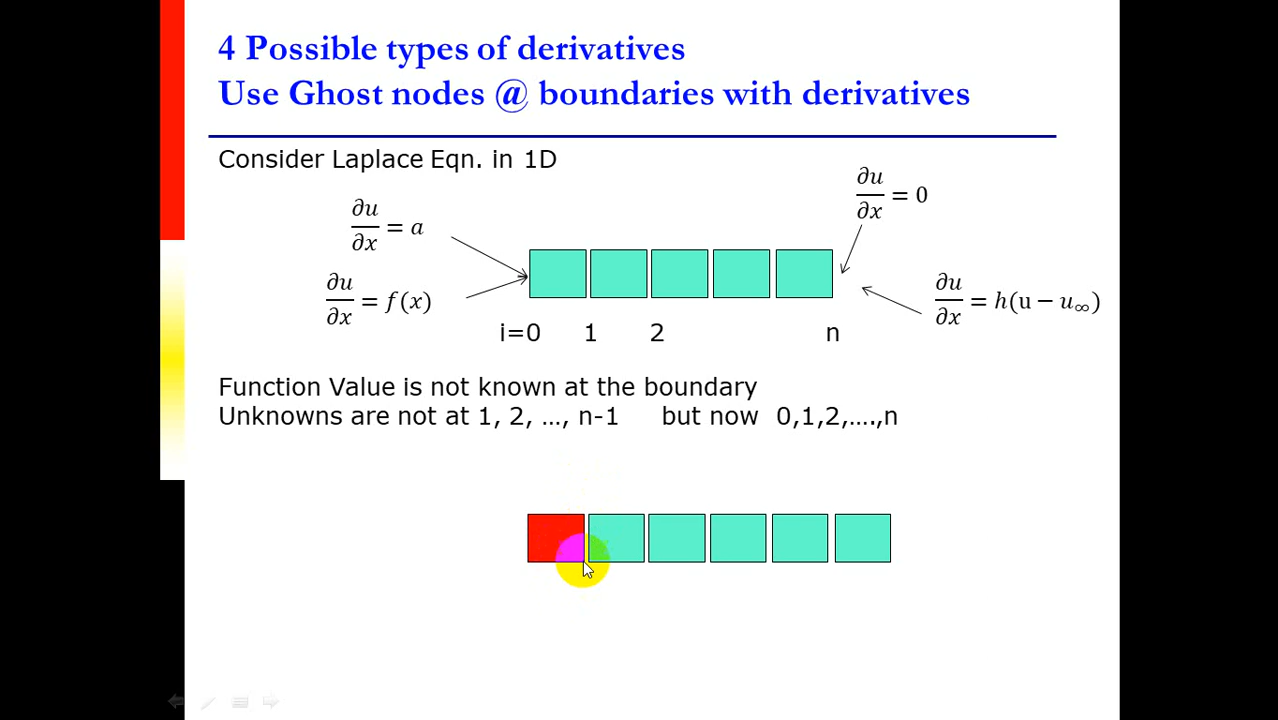 4 Possible types of derivatives
Use Ghost nodes @ boundaries with derivatives
Consider Laplace Eqn. in 1D
∂u/∂x = 0
∂u/∂x = a
∂u/∂x = f(x)
∂u/∂x = h(u − u∞)
i=0 1 2 n
Function Value is not known at the boundary
Unknowns are not at 1, 2, …, n-1 but now 0,1,2,….,n